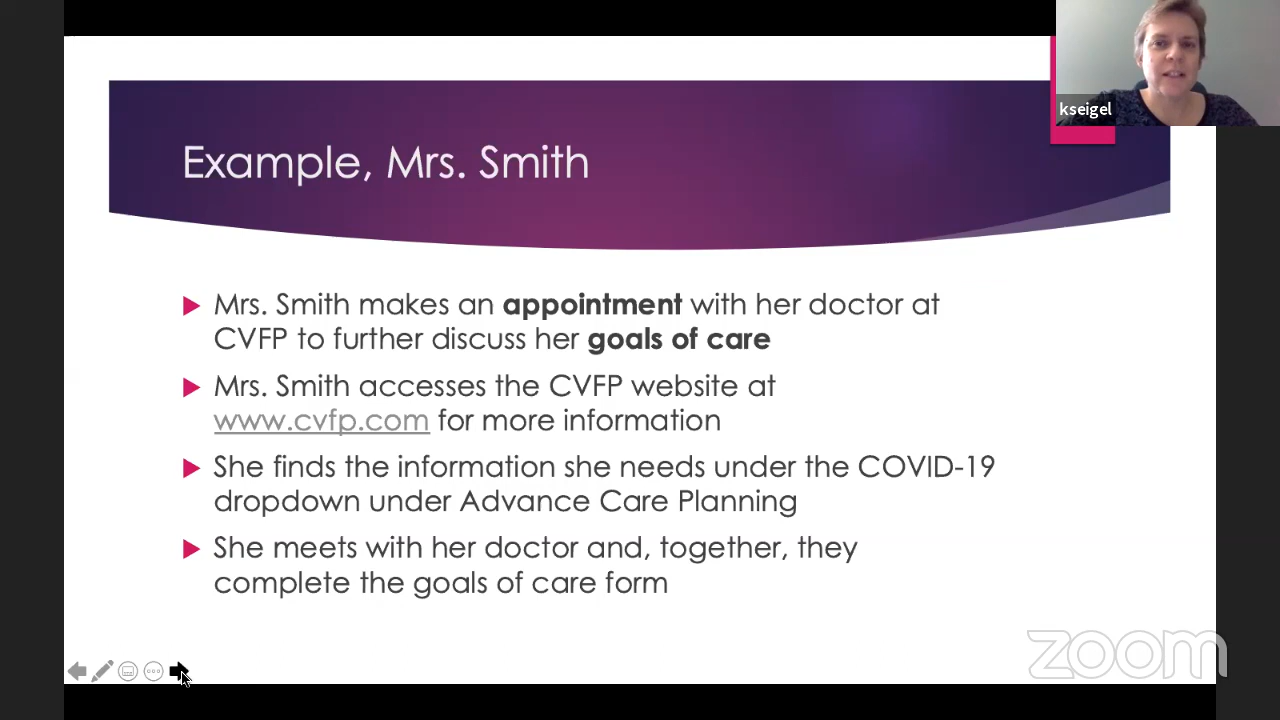 kseigel
Example, Mrs. Smith
Mrs. Smith makes an appointment with her doctor at
CVFP to further discuss her goals of care
Mrs. Smith accesses the CVFP website at
www.cvfp.com for more information
She finds the information she needs under the COVID-19
dropdown under Advance Care Planning
She meets with her doctor and, together, they
complete the goals of care form
zoom